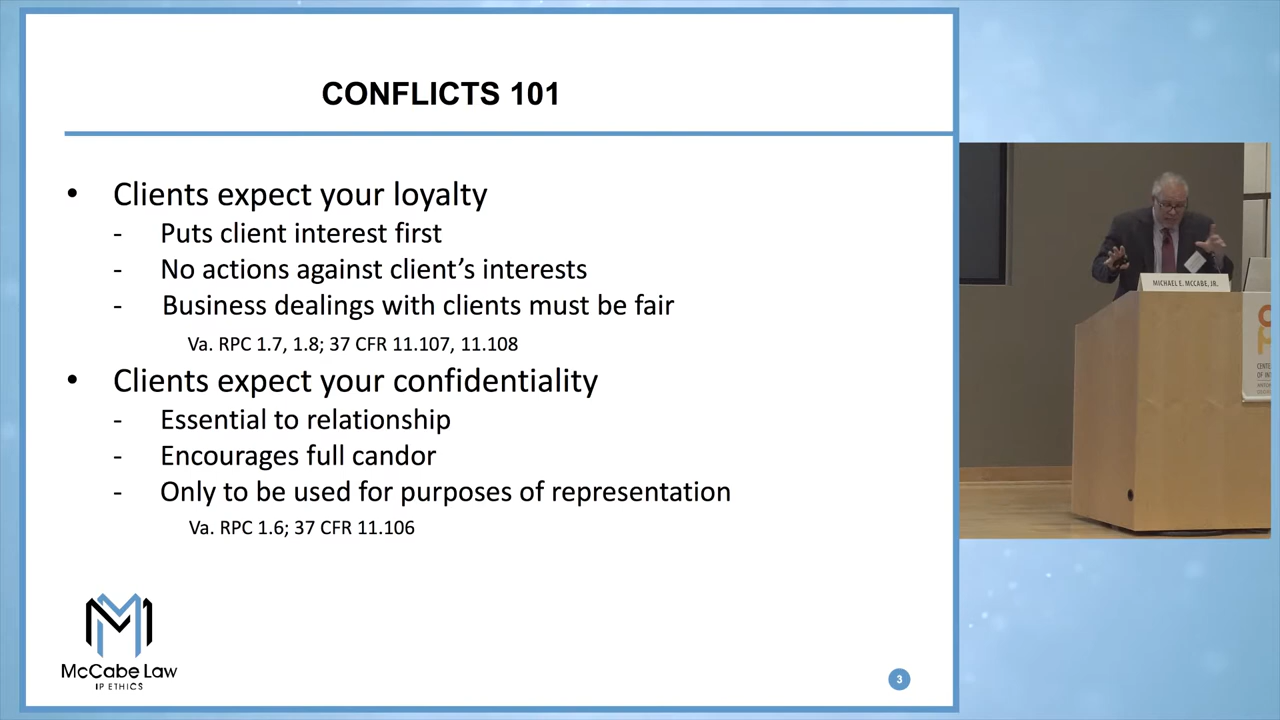 CONFLICTS 101
• Clients expect your loyalty
- Puts client interest first
- No actions against client's interests
- Business dealings with clients must be fair
Va. RPC 1.7, 1.8; 37 CFR 11.107, 11.108
• Clients expect your confidentiality
- Essential to relationship
- Encourages full candor
- Only to be used for purposes of representation
Va. RPC 1.6; 37 CFR 11.106
McCabe Law
IP ETHICS
3
MICHAEL E. MCCABE, JR.